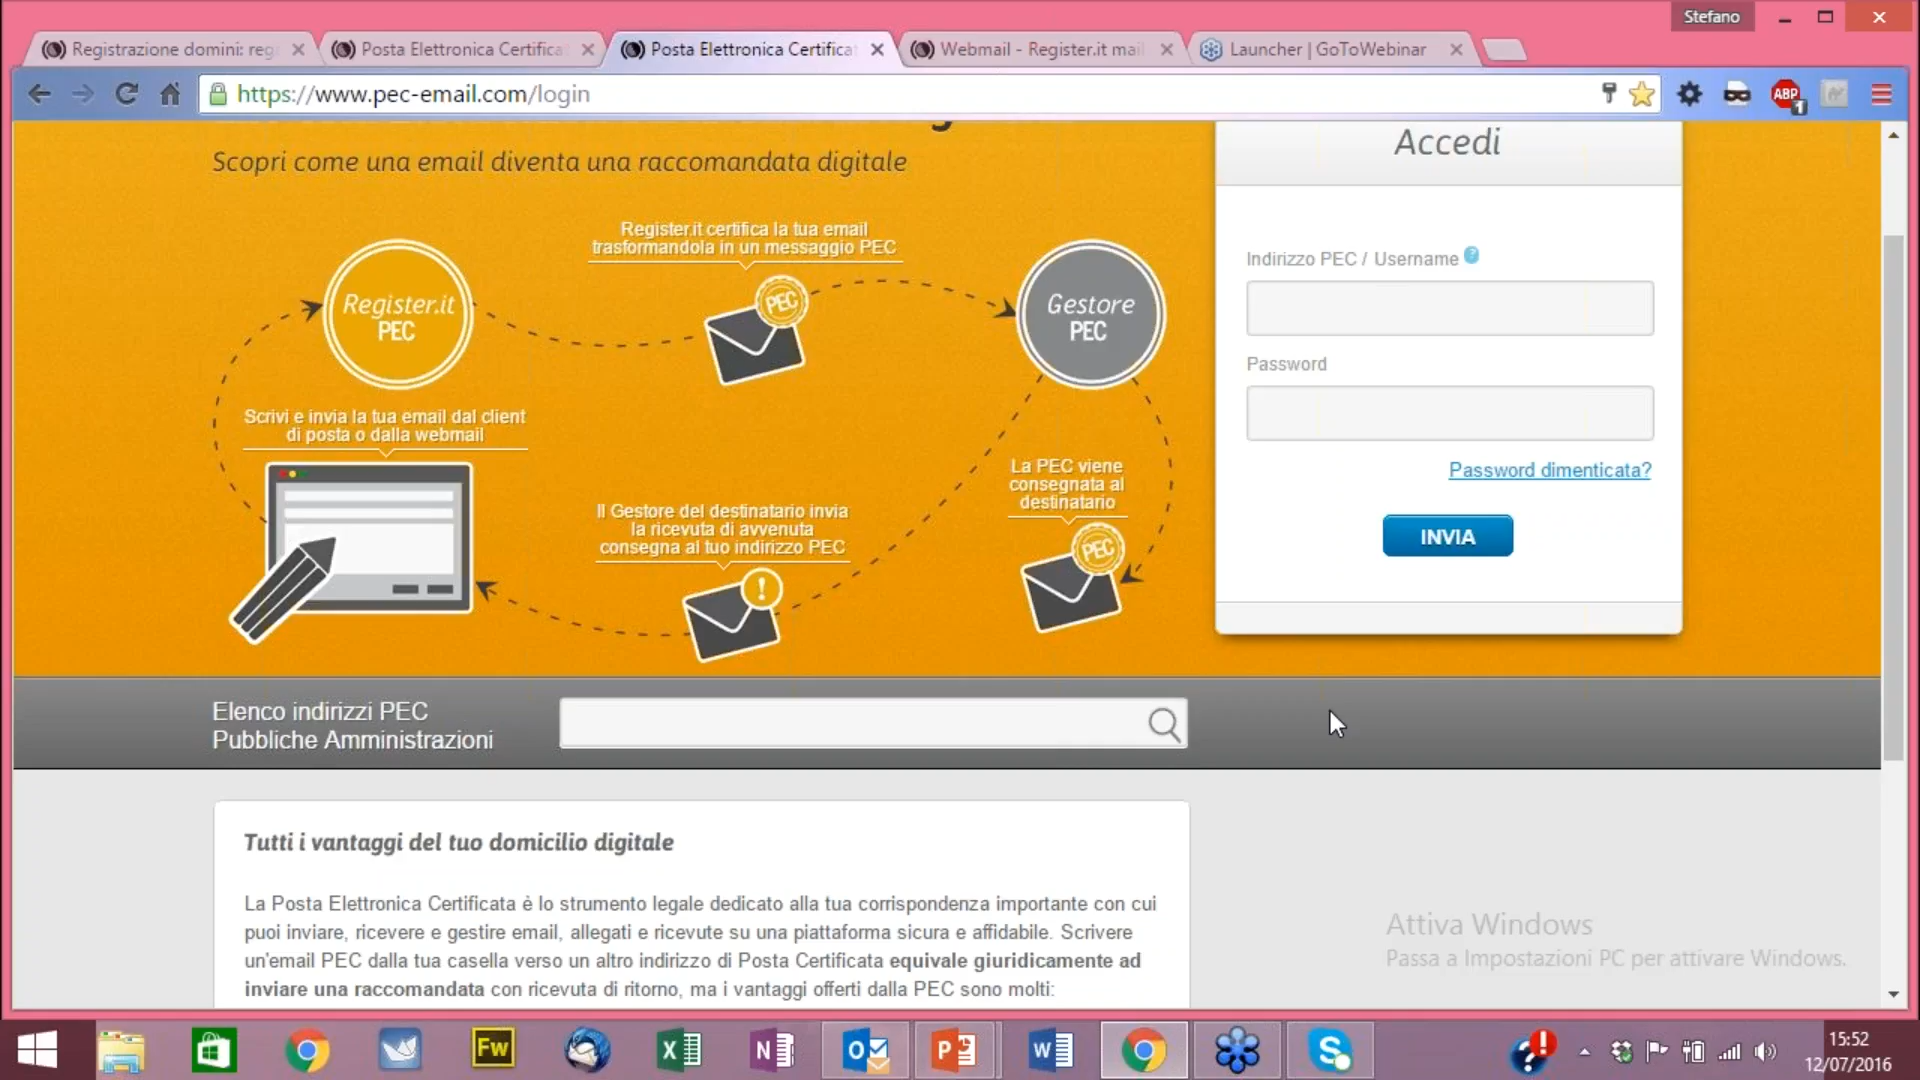 Stefano
Registrazione domini: reg
Posta Elettronica Certifica
Posta Elettronica Certifica
Webmail - Register.it mail
Launcher | GoToWebinar
https://www.pec-email.com/login
ABP
1
Scopri come una email diventa una raccomandata digitale
Accedi
Register.it certifica la tua email
trasformandola in un messaggio PEC
Indirizzo PEC / Username ?
Register.it
PEC
PEC
Gestore
PEC
Password
Scrivi e invia la tua email dal client
di posta o dalla webmail
La PEC viene
consegnata al
destinatario
Password dimenticata?
Il Gestore del destinatario invia
la ricevuta di avvenuta
consegna al tuo indirizzo PEC
INVIA
PEC
!
Elenco indirizzi PEC
Pubbliche Amministrazioni
Tutti i vantaggi del tuo domicilio digitale
La Posta Elettronica Certificata è lo strumento legale dedicato alla tua corrispondenza importante con cui
puoi inviare, ricevere e gestire email, allegati e ricevute su una piattaforma sicura e affidabile. Scrivere
un'email PEC dalla tua casella verso un altro indirizzo di Posta Certificata equivale giuridicamente ad
inviare una raccomandata con ricevuta di ritorno, ma i vantaggi offerti dalla PEC sono molti:
Attiva Windows
Passa a Impostazioni PC per attivare Windows.
Fw
15:52
12/07/2016